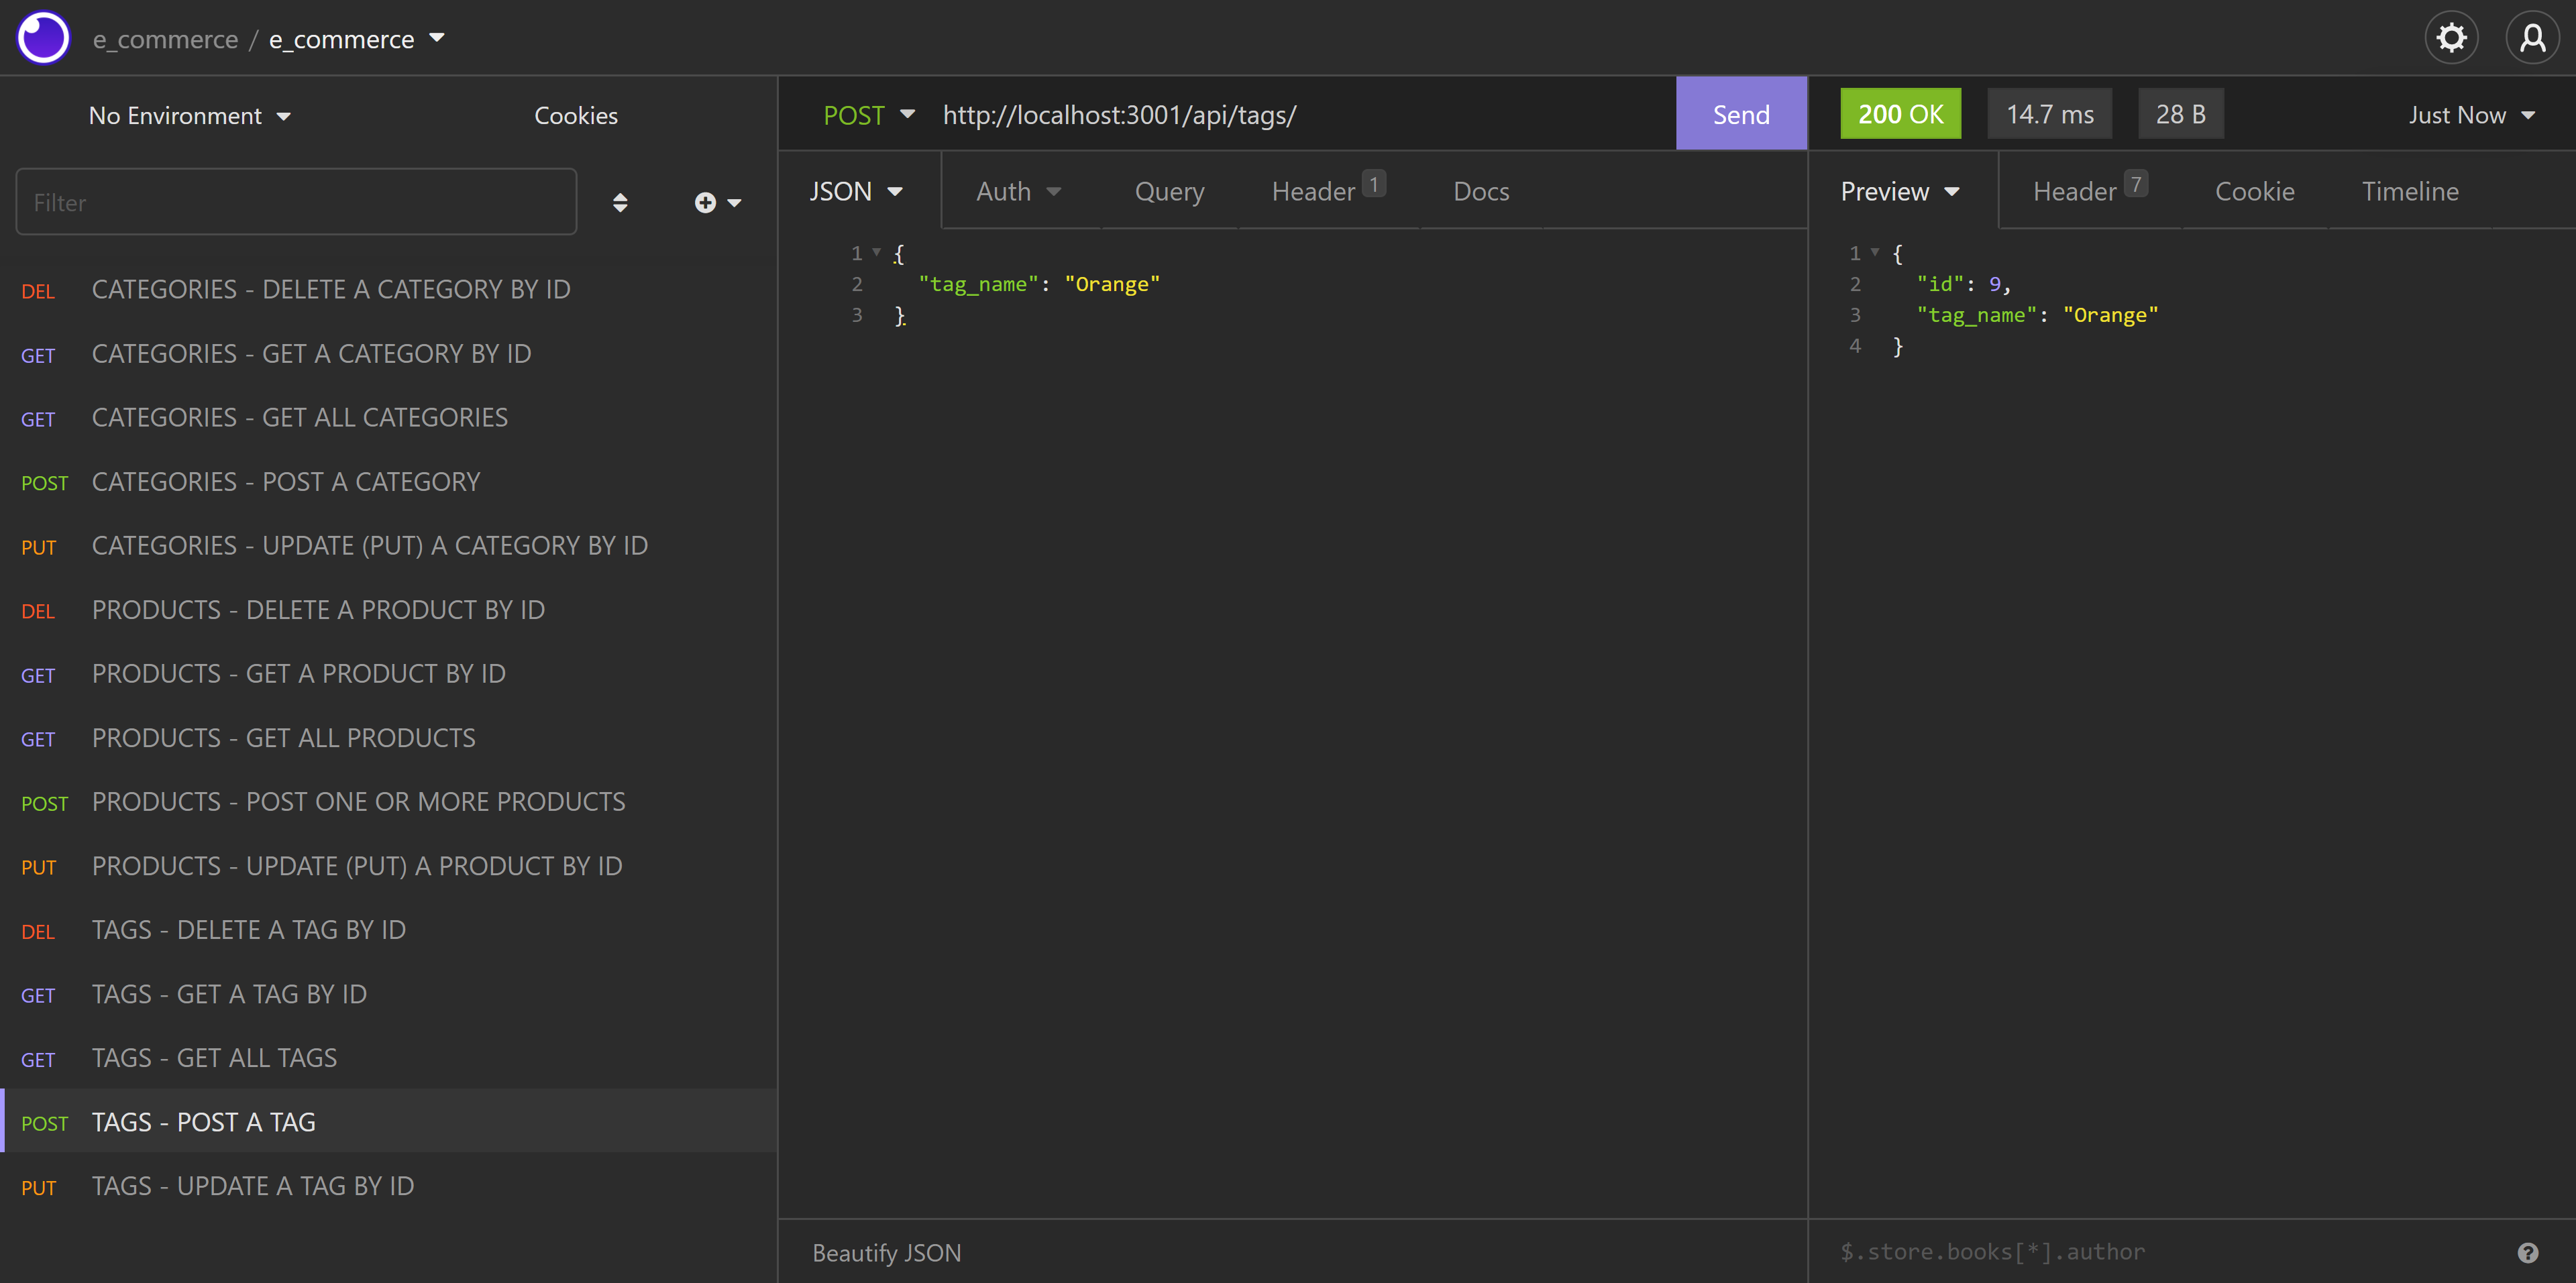 e_commerce / e_commerce
No Environment
Cookies
Filter
DEL CATEGORIES - DELETE A CATEGORY BY ID
GET CATEGORIES - GET A CATEGORY BY ID
GET CATEGORIES - GET ALL CATEGORIES
POST CATEGORIES - POST A CATEGORY
PUT CATEGORIES - UPDATE (PUT) A CATEGORY BY ID
DEL PRODUCTS - DELETE A PRODUCT BY ID
GET PRODUCTS - GET A PRODUCT BY ID
GET PRODUCTS - GET ALL PRODUCTS
POST PRODUCTS - POST ONE OR MORE PRODUCTS
PUT PRODUCTS - UPDATE (PUT) A PRODUCT BY ID
DEL TAGS - DELETE A TAG BY ID
GET TAGS - GET A TAG BY ID
GET TAGS - GET ALL TAGS
POST TAGS - POST A TAG
PUT TAGS - UPDATE A TAG BY ID
POST http://localhost:3001/api/tags/ Send
JSON Auth Query Header 1 Docs
1 {
2 "tag_name": "Orange"
3 }
Beautify JSON
200 OK 14.7 ms 28 B Just Now
Preview Header 7 Cookie Timeline
1 {
2 "id": 9,
3 "tag_name": "Orange"
4 }
$.store.books[*].author ?